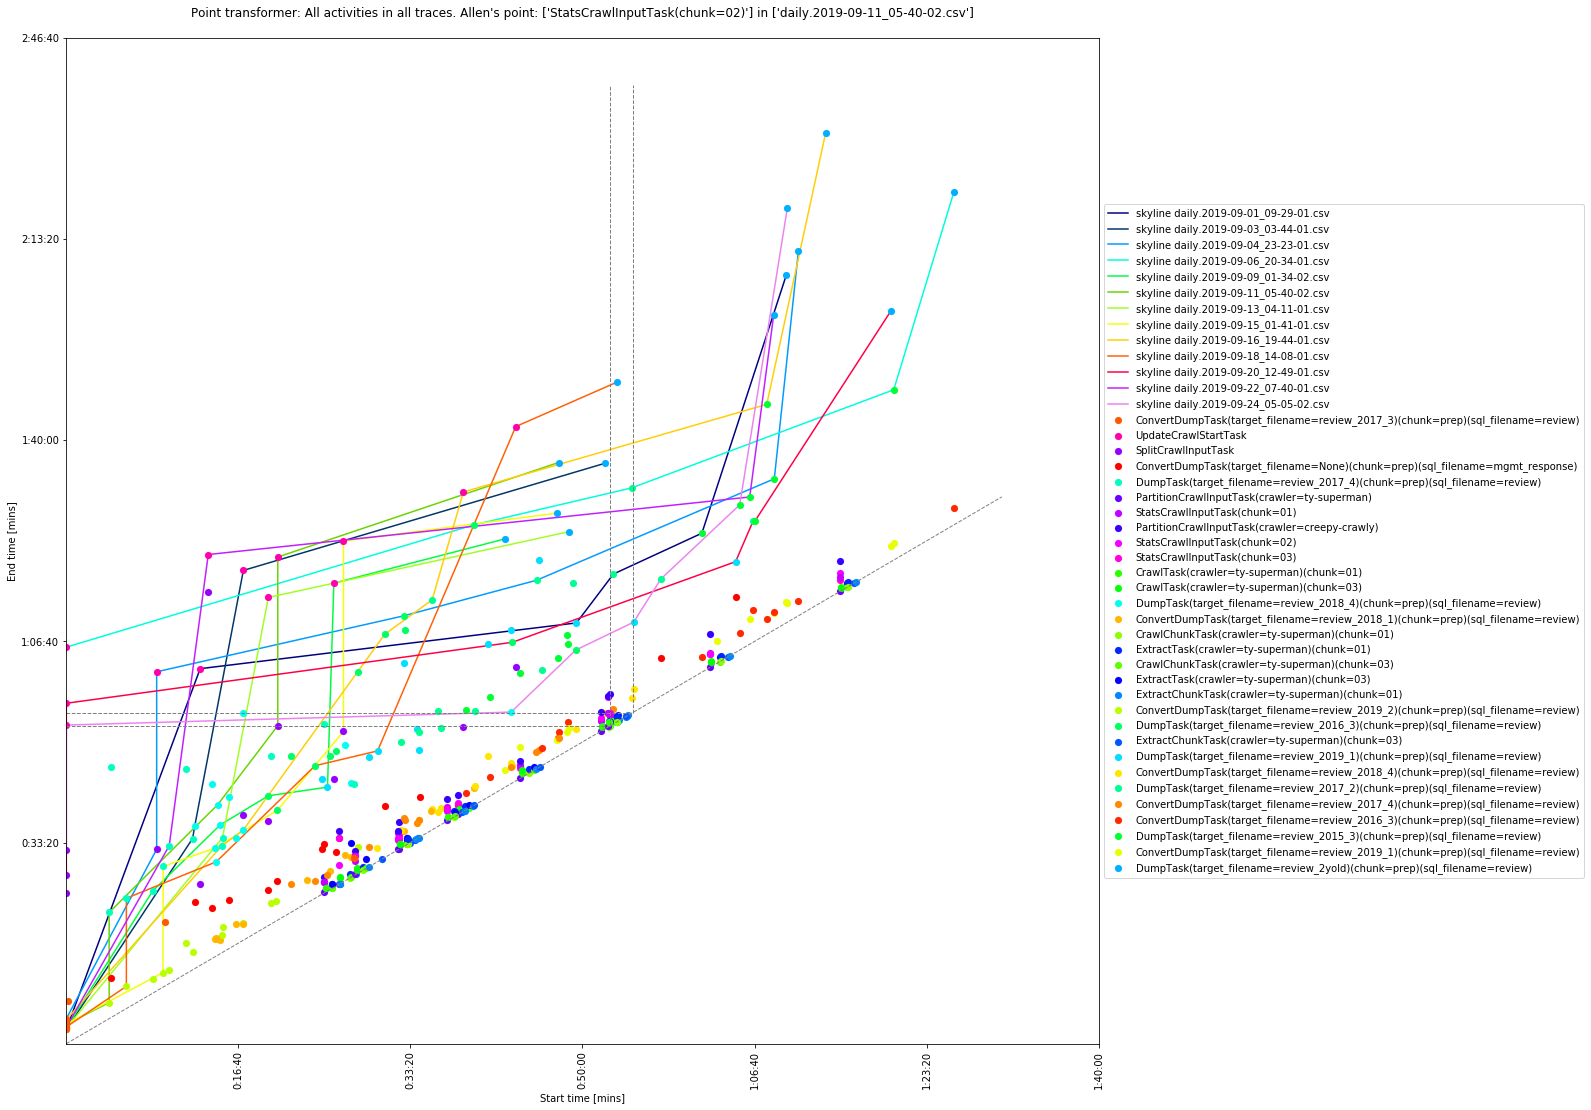 Point transformer: All activities in all traces. Allen's point: ['StatsCrawlInputTask(chunk=02)'] in ['daily.2019-09-11_05-40-02.csv']
2:46:40
2:13:20
1:40:00
1:06:40
0:33:20
End time [mins]
0:16:40
0:33:20
0:50:00
1:06:40
1:23:20
1:40:00
Start time [mins]
skyline daily.2019-09-01_09-29-01.csv
skyline daily.2019-09-03_03-44-01.csv
skyline daily.2019-09-04_23-23-01.csv
skyline daily.2019-09-06_20-34-01.csv
skyline daily.2019-09-09_01-34-02.csv
skyline daily.2019-09-11_05-40-02.csv
skyline daily.2019-09-13_04-11-01.csv
skyline daily.2019-09-15_01-41-01.csv
skyline daily.2019-09-16_19-44-01.csv
skyline daily.2019-09-18_14-08-01.csv
skyline daily.2019-09-20_12-49-01.csv
skyline daily.2019-09-22_07-40-01.csv
skyline daily.2019-09-24_05-05-02.csv
ConvertDumpTask(target_filename=review_2017_3)(chunk=prep)(sql_filename=review)
UpdateCrawlStartTask
SplitCrawlInputTask
ConvertDumpTask(target_filename=None)(chunk=prep)(sql_filename=mgmt_response)
DumpTask(target_filename=review_2017_4)(chunk=prep)(sql_filename=review)
PartitionCrawlInputTask(crawler=ty-superman)
StatsCrawlInputTask(chunk=01)
PartitionCrawlInputTask(crawler=creepy-crawly)
StatsCrawlInputTask(chunk=02)
StatsCrawlInputTask(chunk=03)
CrawlTask(crawler=ty-superman)(chunk=01)
CrawlTask(crawler=ty-superman)(chunk=03)
DumpTask(target_filename=review_2018_4)(chunk=prep)(sql_filename=review)
ConvertDumpTask(target_filename=review_2018_1)(chunk=prep)(sql_filename=review)
CrawlChunkTask(crawler=ty-superman)(chunk=01)
ExtractTask(crawler=ty-superman)(chunk=01)
CrawlChunkTask(crawler=ty-superman)(chunk=03)
ExtractTask(crawler=ty-superman)(chunk=03)
ExtractChunkTask(crawler=ty-superman)(chunk=01)
ConvertDumpTask(target_filename=review_2019_2)(chunk=prep)(sql_filename=review)
DumpTask(target_filename=review_2016_3)(chunk=prep)(sql_filename=review)
ExtractChunkTask(crawler=ty-superman)(chunk=03)
DumpTask(target_filename=review_2019_1)(chunk=prep)(sql_filename=review)
ConvertDumpTask(target_filename=review_2018_4)(chunk=prep)(sql_filename=review)
DumpTask(target_filename=review_2017_2)(chunk=prep)(sql_filename=review)
ConvertDumpTask(target_filename=review_2017_4)(chunk=prep)(sql_filename=review)
ConvertDumpTask(target_filename=review_2016_3)(chunk=prep)(sql_filename=review)
DumpTask(target_filename=review_2015_3)(chunk=prep)(sql_filename=review)
ConvertDumpTask(target_filename=review_2019_1)(chunk=prep)(sql_filename=review)
DumpTask(target_filename=review_2yold)(chunk=prep)(sql_filename=review)